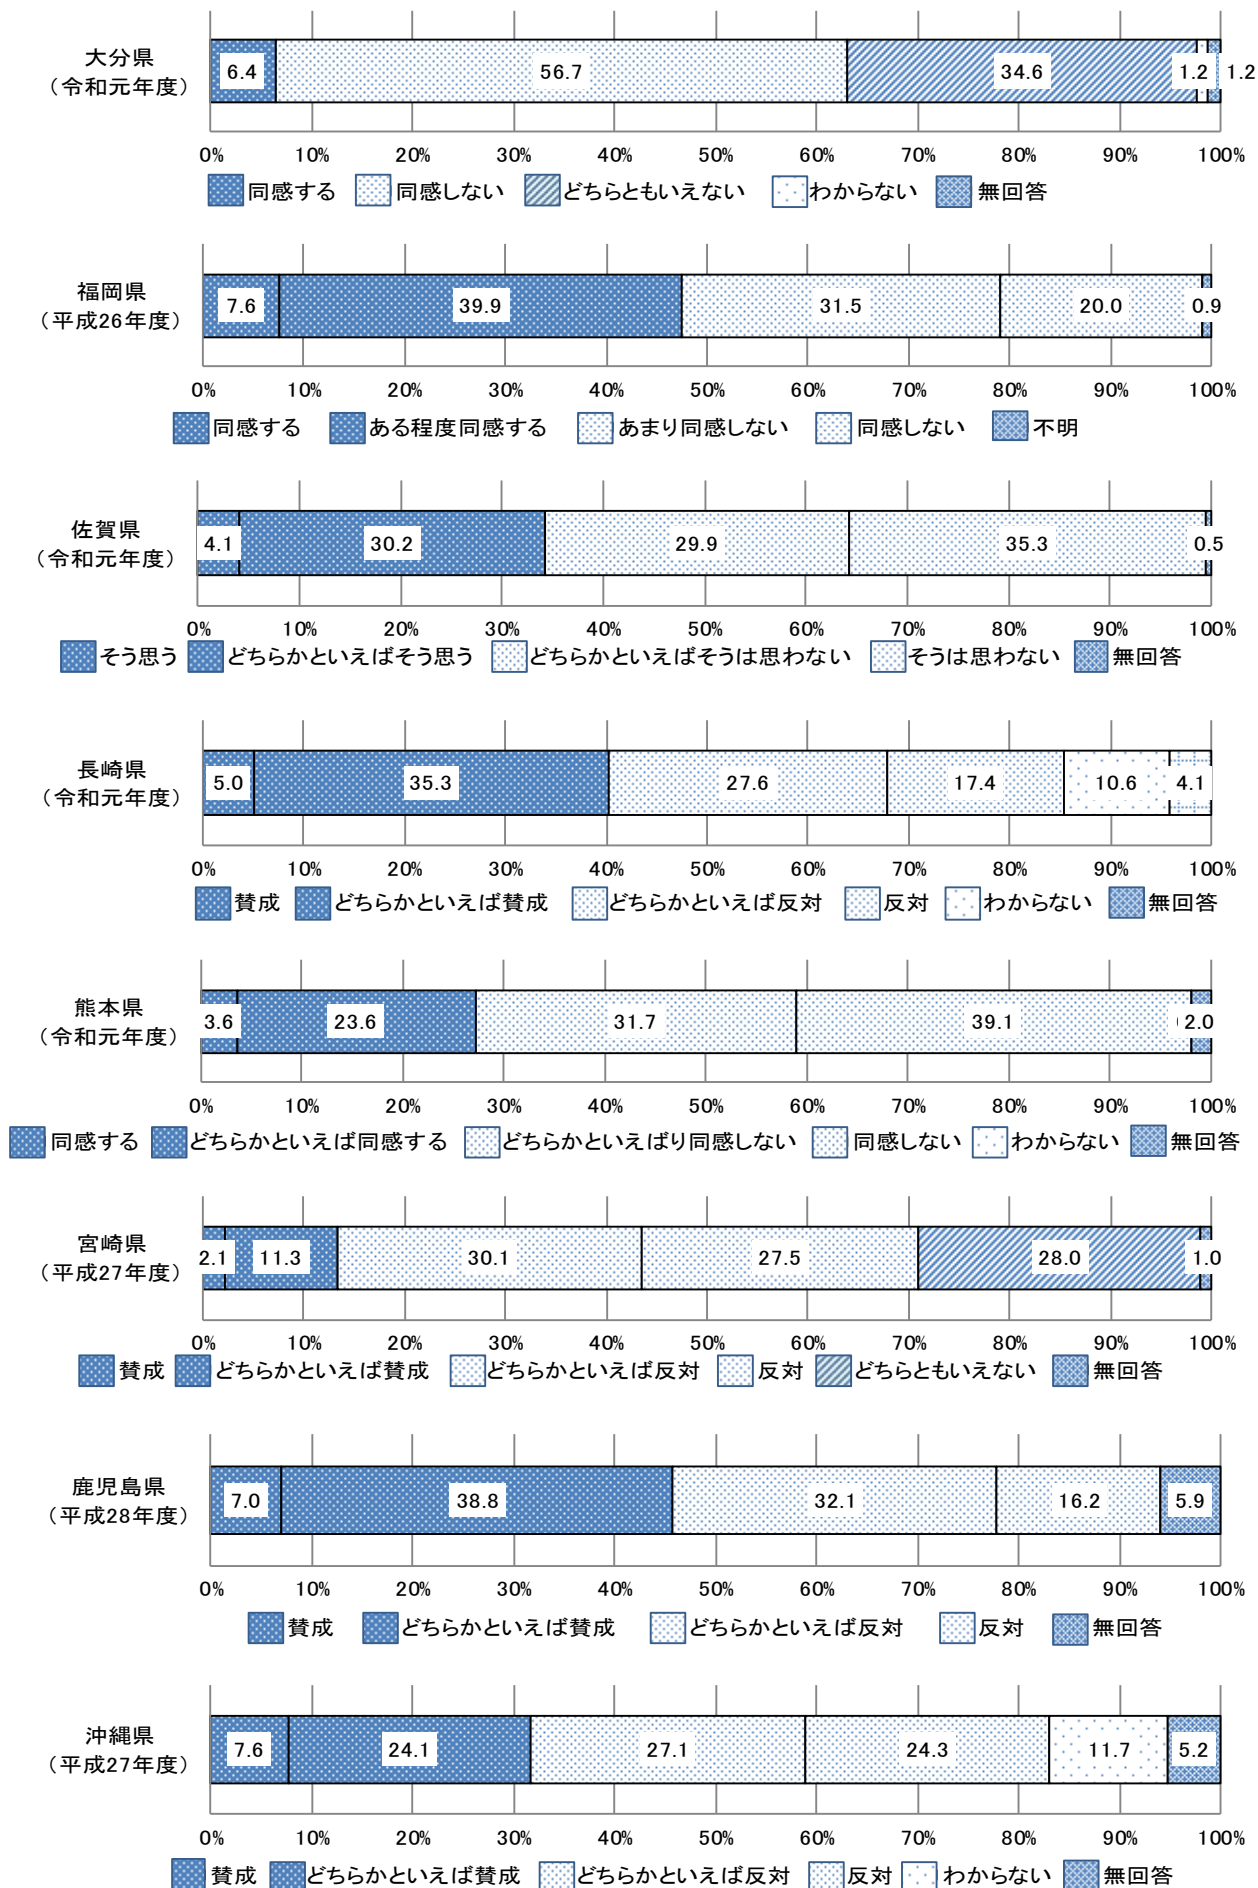 大分県
（令和元年度）
6.4 56.7 34.6 1.2 1.2
0% 10% 20% 30% 40% 50% 60% 70% 80% 90% 100%
同感する 同感しない どちらともいえない わからない 無回答
福岡県
（平成26年度）
7.6 39.9 31.5 20.0 0.9
0% 10% 20% 30% 40% 50% 60% 70% 80% 90% 100%
同感する ある程度同感する あまり同感しない 同感しない 不明
佐賀県
（令和元年度）
4.1 30.2 29.9 35.3 0.5
0% 10% 20% 30% 40% 50% 60% 70% 80% 90% 100%
そう思う どちらかといえばそう思う どちらかといえばそうは思わない そうは思わない 無回答
長崎県
（令和元年度）
5.0 35.3 27.6 17.4 10.6 4.1
0% 10% 20% 30% 40% 50% 60% 70% 80% 90% 100%
賛成 どちらかといえば賛成 どちらかといえば反対 反対 わからない 無回答
熊本県
（令和元年度）
3.6 23.6 31.7 39.1 2.0
0% 10% 20% 30% 40% 50% 60% 70% 80% 90% 100%
同感する どちらかといえば同感する どちらかといえばり同感しない 同感しない わからない 無回答
宮崎県
（平成27年度）
2.1 11.3 30.1 27.5 28.0 1.0
0% 10% 20% 30% 40% 50% 60% 70% 80% 90% 100%
賛成 どちらかといえば賛成 どちらかといえば反対 反対 どちらともいえない 無回答
鹿児島県
（平成28年度）
7.0 38.8 32.1 16.2 5.9
0% 10% 20% 30% 40% 50% 60% 70% 80% 90% 100%
賛成 どちらかといえば賛成 どちらかといえば反対 反対 無回答
沖縄県
（平成27年度）
7.6 24.1 27.1 24.3 11.7 5.2
0% 10% 20% 30% 40% 50% 60% 70% 80% 90% 100%
賛成 どちらかといえば賛成 どちらかといえば反対 反対 わからない 無回答